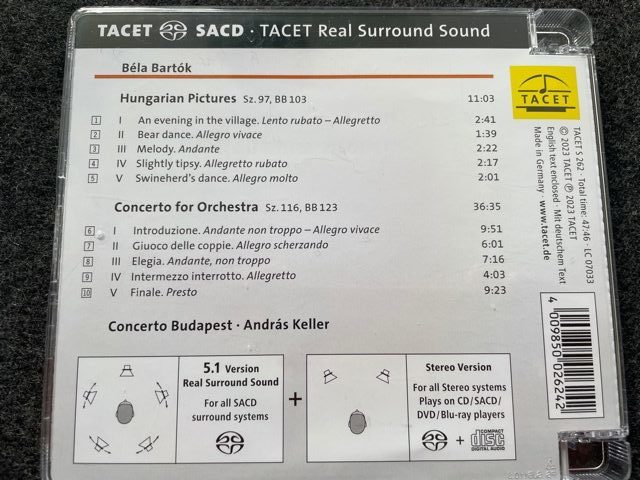 TACET SACD · TACET Real Surround Sound
Béla Bartók
Hungarian Pictures Sz. 97, BB 103 11:03
1 I An evening in the village. Lento rubato – Allegretto 2:41
2 II Bear dance. Allegro vivace 1:39
3 III Melody. Andante 2:22
4 IV Slightly tipsy. Allegretto rubato 2:17
5 V Swineherd's dance. Allegro molto 2:01
Concerto for Orchestra Sz. 116, BB 123 36:35
6 I Introduzione. Andante non troppo – Allegro vivace 9:51
7 II Giuoco delle coppie. Allegro scherzando 6:01
8 III Elegia. Andante, non troppo 7:16
9 IV Intermezzo interrotto. Allegretto 4:03
10 V Finale. Presto 9:23
Concerto Budapest · András Keller
5.1 Version
Real Surround Sound
For all SACD
surround systems
+
Stereo Version
For all Stereo systems
Plays on CD/SACD/
DVD/Blu-ray players
+ COMPACT
disc
DIGITAL AUDIO
TACET
TACET S 262 · Total time: 47:46 · LC 07033
© 2023 TACET ℗ 2023 TACET
English text enclosed · Mit deutschem Text
Made in Germany · www.tacet.de
4 009850 026242